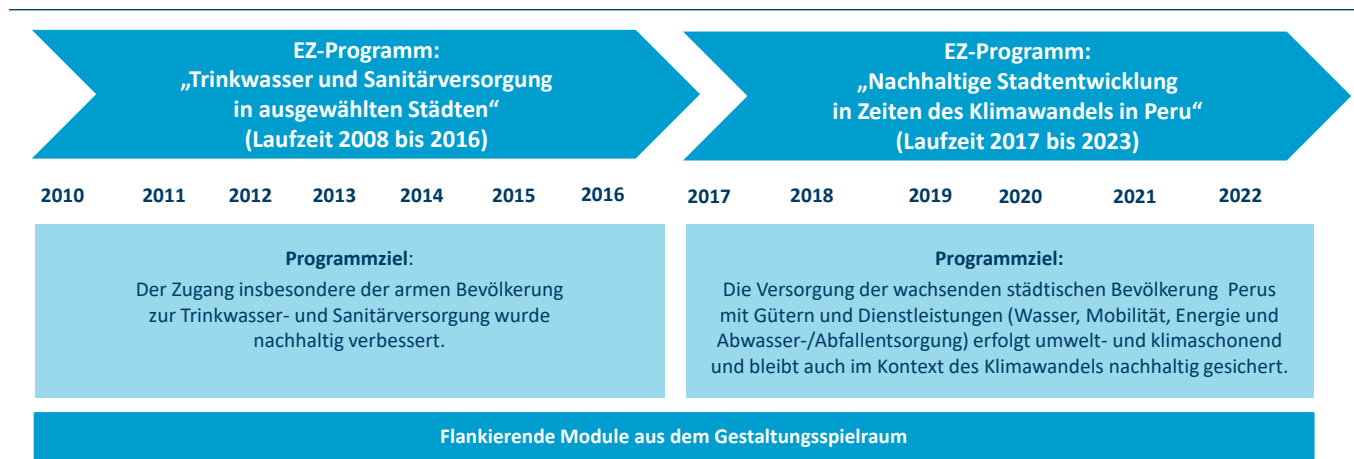 EZ-Programm:
„Trinkwasser und Sanitärversorgung
in ausgewählten Städten“
(Laufzeit 2008 bis 2016)
EZ-Programm:
„Nachhaltige Stadtentwicklung
in Zeiten des Klimawandels in Peru“
(Laufzeit 2017 bis 2023)
2010 2011 2012 2013 2014 2015 2016 2017 2018 2019 2020 2021 2022
Programmziel:
Der Zugang insbesondere der armen Bevölkerung
zur Trinkwasser- und Sanitärversorgung wurde
nachhaltig verbessert.
Programmziel:
Die Versorgung der wachsenden städtischen Bevölkerung Perus
mit Gütern und Dienstleistungen (Wasser, Mobilität, Energie und
Abwasser-/Abfallentsorgung) erfolgt umwelt- und klimaschonend
und bleibt auch im Kontext des Klimawandels nachhaltig gesichert.
Flankierende Module aus dem Gestaltungsspielraum